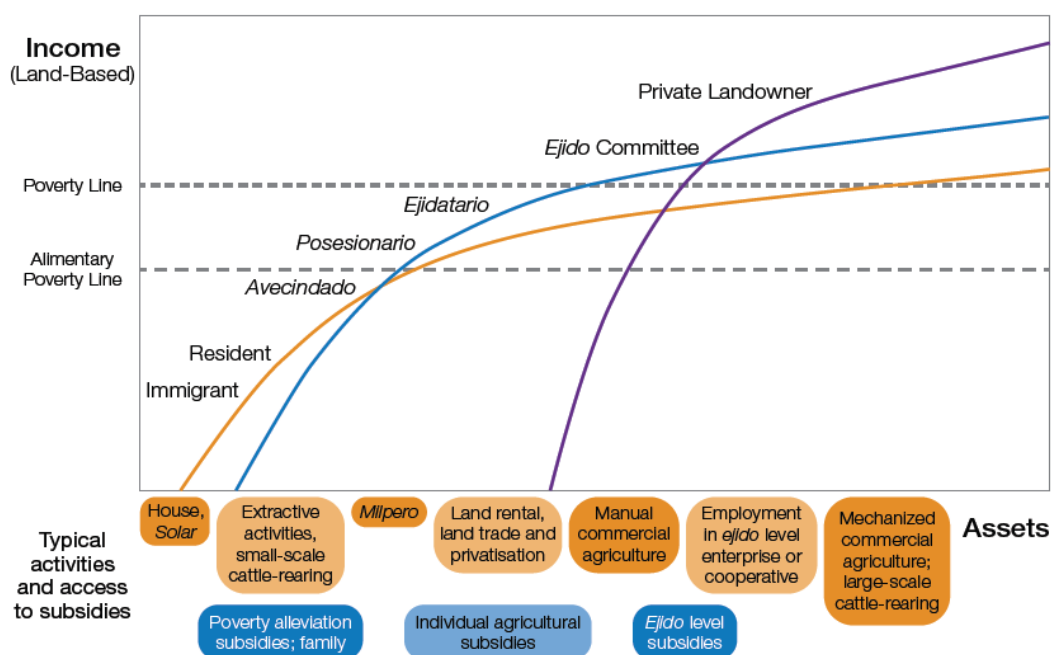 Income
(Land-Based)
Private Landowner
Ejido Committee
Poverty Line
Ejidatario
Posesionario
Alimentary
Poverty Line
Avecindado
Resident
Immigrant
Typical
activities
and access
to subsidies
House,
Solar
Extractive
activities,
small-scale
cattle-rearing
Milpero
Land rental,
land trade and
privatisation
Manual
commercial
agriculture
Employment
in ejido level
enterprise or
cooperative
Mechanized
commercial
agriculture;
large-scale
cattle-rearing
Assets
Poverty alleviation
subsidies; family
Individual agricultural
subsidies
Ejido level
subsidies